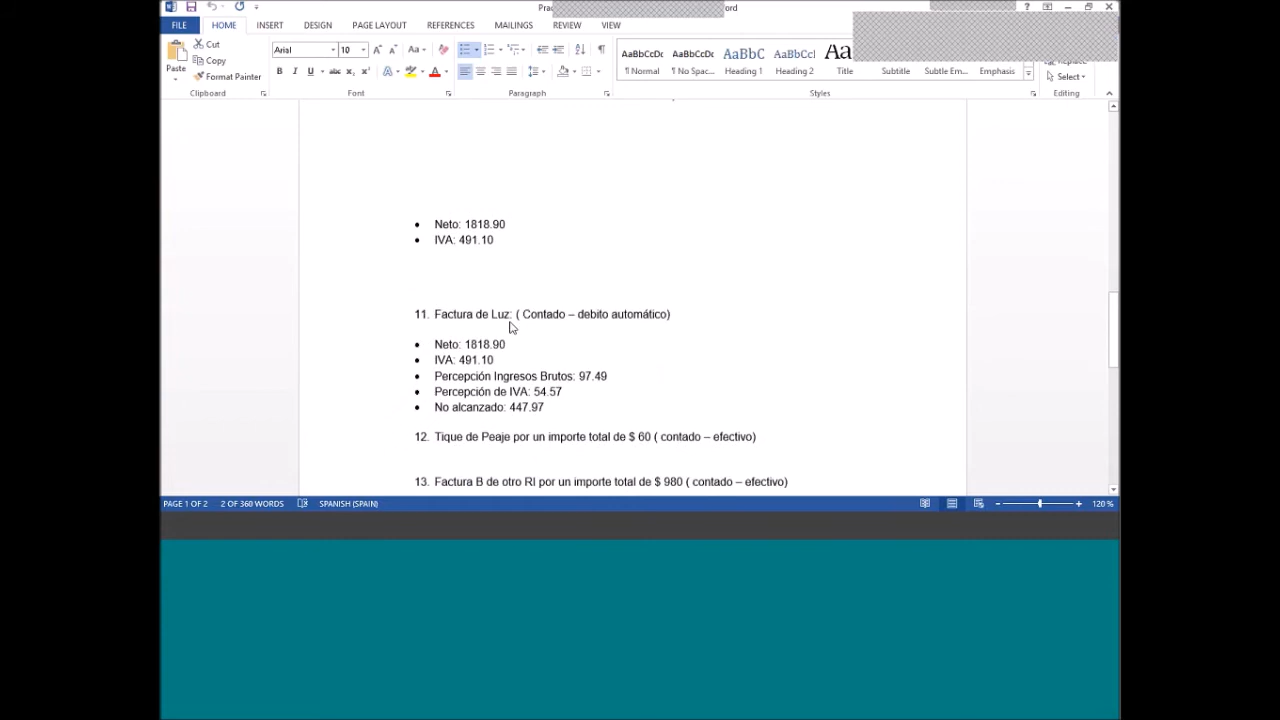 Prac
ord
FILE
HOME
INSERT
DESIGN
PAGE LAYOUT
REFERENCES
MAILINGS
REVIEW
VIEW
Paste
Cut
Copy
Format Painter
Clipboard
Arial
10
Font
Paragraph
AaBbCcDc
¶ Normal
AaBbCcDc
¶ No Spac...
AaBbC
Heading 1
AaBbCcI
Heading 2
Title
Subtitle
Subtle Em...
Emphasis
Styles
Replace
Select
Editing
• Neto: 1818.90
• IVA: 491.10
11. Factura de Luz: ( Contado – debito automático)
• Neto: 1818.90
• IVA: 491.10
• Percepción Ingresos Brutos: 97.49
• Percepción de IVA: 54.57
• No alcanzado: 447.97
12. Tique de Peaje por un importe total de $ 60 ( contado – efectivo)
13. Factura B de otro RI por un importe total de $ 980 ( contado – efectivo)
PAGE 1 OF 2 2 OF 360 WORDS SPANISH (SPAIN) 120 %